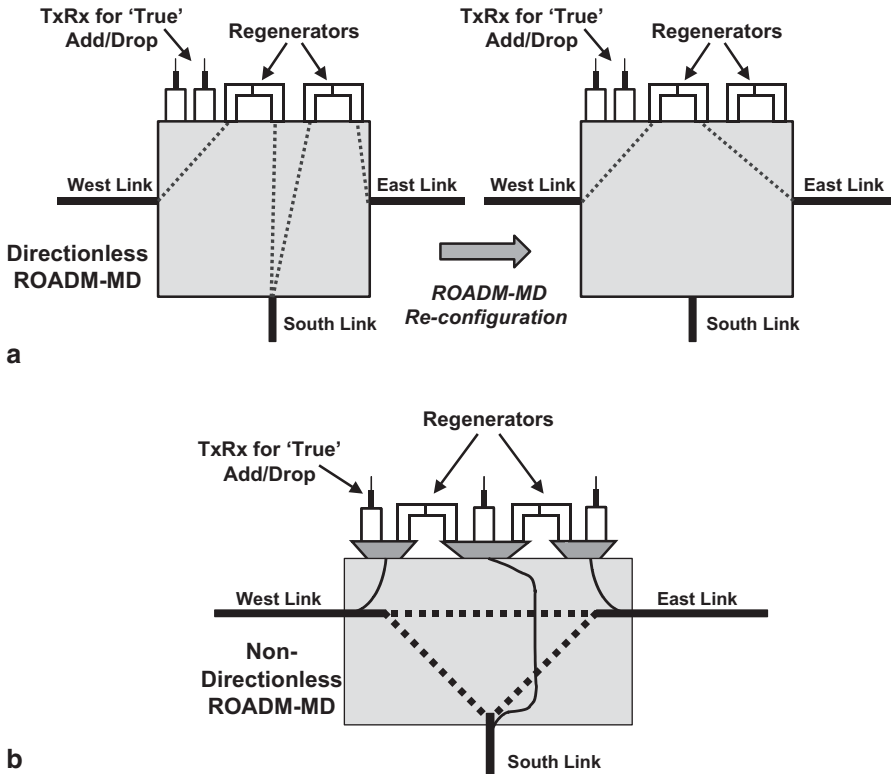 TxRx for ‘True’
Add/Drop
Regenerators
West Link
East Link
Directionless
ROADM-MD
South Link
ROADM-MD
Re-configuration
TxRx for ‘True’
Add/Drop
Regenerators
West Link
East Link
South Link
a
Regenerators
TxRx for ‘True’
Add/Drop
West Link
East Link
Non-
Directionless
ROADM-MD
South Link
b